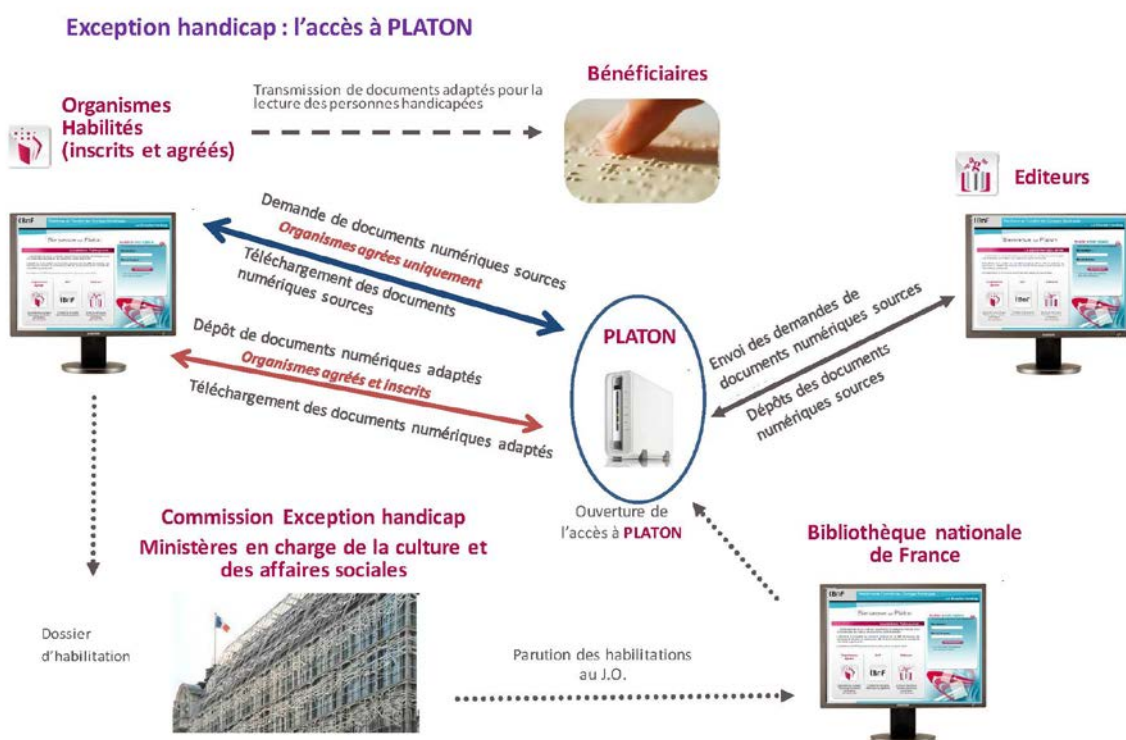 Exception handicap : l'accès à PLATON
Organismes
Habilités
(inscrits et agréés)
Transmission de documents adaptés pour la
lecture des personnes handicapées
Bénéficiaires
Editeurs
Demande de documents numériques sources
Organismes agrées uniquement
Téléchargement des documents
numériques sources
Dépôt de documents numériques adaptés
Organismes agréés et inscrits
Téléchargement des documents numériques adaptés
PLATON
Envoi des demandes de
documents numériques sources
Dépôts des documents
numériques sources
Ouverture de
l'accès à PLATON
Commission Exception handicap
Ministères en charge de la culture et
des affaires sociales
Bibliothèque nationale
de France
Dossier
d'habilitation
Parution des habilitations
au J.O.